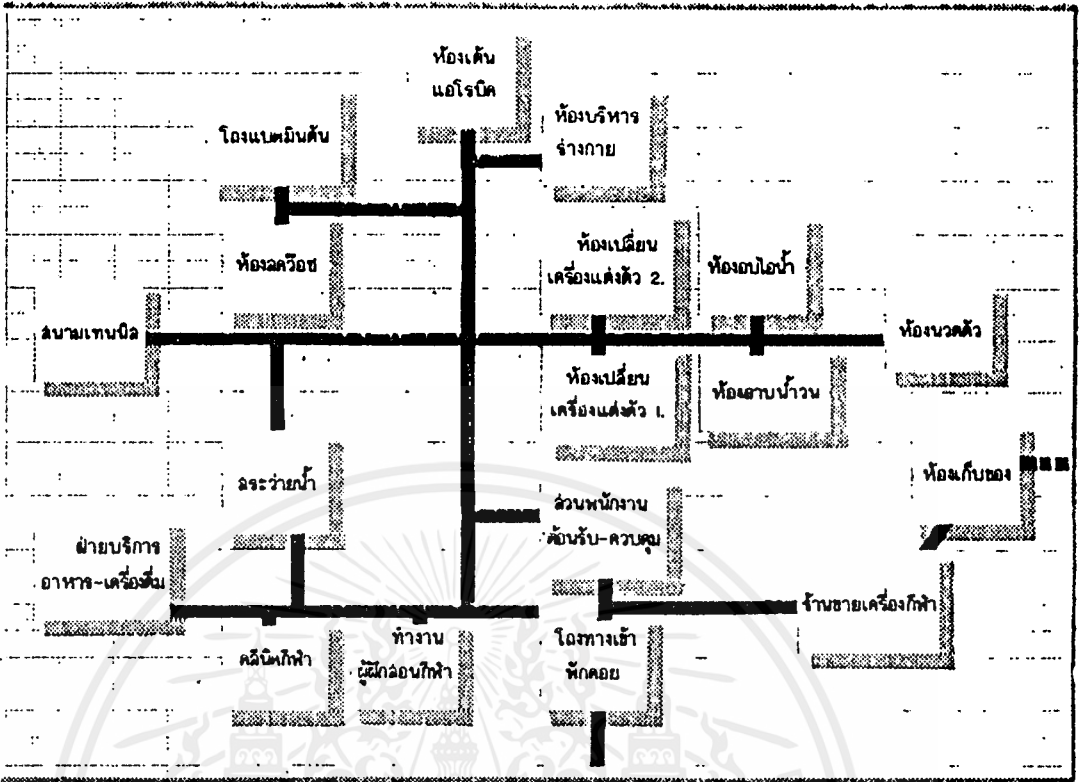 ห้องเต้น
แอโรบิค
ห้องบริหาร
ร่างกาย
โถงแบดมินตัน
ห้องเปลี่ยน
เครื่องแต่งตัว 2.
ห้องอบไอน้ำ
ห้องสควีอช
สนามเทนนิส
ห้องนวดตัว
ห้องเปลี่ยน
เครื่องแต่งตัว 1.
ห้องอาบน้ำวน
ห้องเก็บของ
สระว่ายน้ำ
ส่วนพนักงาน
ต้อนรับ-ควบคุม
ฝ่ายบริการ
อาหาร-เครื่องดื่ม
ร้านขายเครื่องกีฬา
คลีนิคกีฬา
ทำงาน
ผู้ฝึกสอนกีฬา
โถงทางเข้า
พักคอย